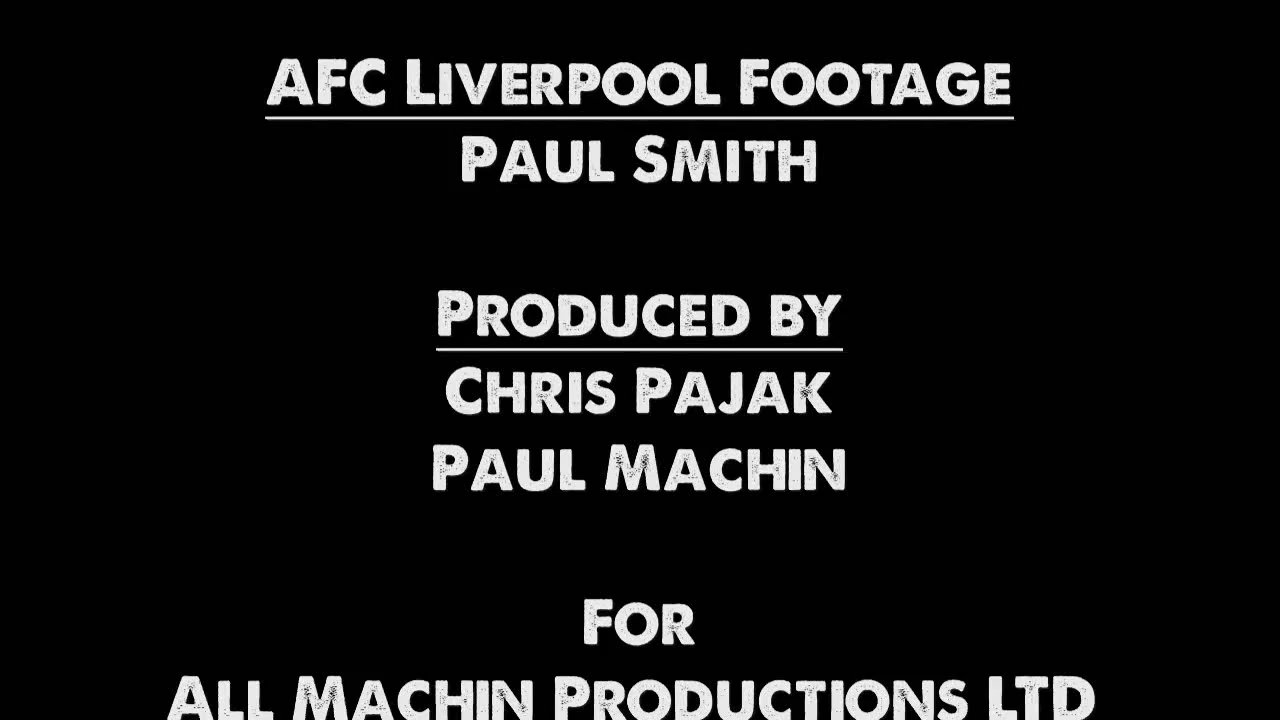 AFC Liverpool Footage
Paul Smith
Produced by
Chris Pajak
Paul Machin
For
All Machin Productions LTD